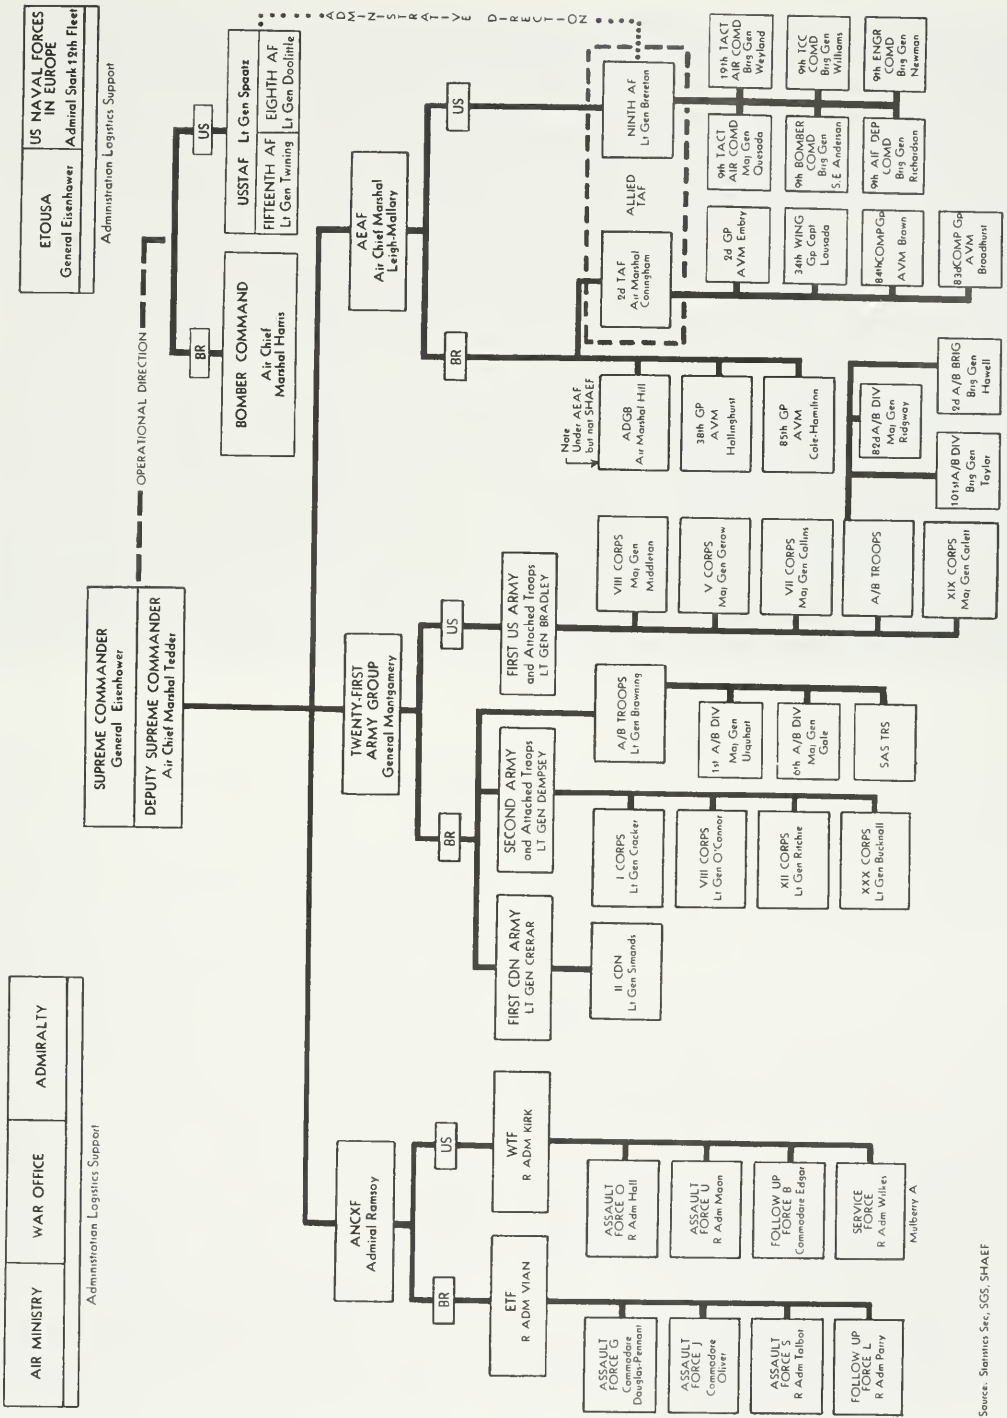 AIR MINISTRY
WAR OFFICE
ADMIRALTY
Administration Logistics Support
ETOUSA
General Eisenhower
US NAVAL FORCES
IN EUROPE
Admiral Stark 12th Fleet
Administration Logistics Support
SUPREME COMMANDER
General Eisenhower
DEPUTY SUPREME COMMANDER
Air Chief Marshal Tedder
OPERATIONAL DIRECTION
BR
US
BOMBER COMMAND
Air Chief
Marshal Harris
USSTAF Lt Gen Spaatz
FIFTEENTH AF
Lt Gen Twining
EIGHTH AF
Lt Gen Doolittle
ADMINISTRATIVE DIRECTION
ANCXF
Admiral Ramsay
BR
US
ETF
R ADM VIAN
ASSAULT
FORCE G
Commodore
Douglas-Pennant
ASSAULT
FORCE J
Commodore
Oliver
ASSAULT
FORCE S
R Adm Talbot
FOLLOW UP
FORCE L
R Adm Parry
WTF
R ADM KIRK
ASSAULT
FORCE O
R Adm Hall
ASSAULT
FORCE U
R Adm Moon
FOLLOW UP
FORCE B
Commodore Edgar
SERVICE
FORCE
R Adm Wilkes
Mulberry A
TWENTY-FIRST
ARMY GROUP
General Montgomery
BR
US
FIRST CDN ARMY
LT GEN CRERAR
II CDN
Lt Gen Simonds
SECOND ARMY
and Attached Troops
LT GEN DEMPSEY
I CORPS
Lt Gen Crocker
VIII CORPS
Lt Gen O'Connor
XII CORPS
Lt Gen Ritchie
XXX CORPS
Lt Gen Bucknall
A/B TROOPS
Lt Gen Browning
1st A/B DIV
Maj Gen
Urquhart
6th A/B DIV
Maj Gen
Gale
SAS TRS
FIRST US ARMY
and Attached Troops
LT GEN BRADLEY
VIII CORPS
Maj Gen
Middleton
V CORPS
Maj Gen Gerow
VII CORPS
Maj Gen Collins
A/B TROOPS
XIX CORPS
Maj Gen Corlett
101st A/B DIV
Brig Gen
Taylor
82d A/B DIV
Maj Gen
Ridgway
2d A/B BRIG
Brig Gen
Howell
AEAF
Air Chief Marshal
Leigh-Mallory
BR
US
Note
Under AEAF
but not SHAEF
ADGB
Air Marshal Hill
38th GP
AVM
Hollinghurst
85th GP
AVM
Cole-Hamilton
2d TAF
Air Marshal
Coningham
ALLIED
TAF
NINTH AF
Lt Gen Brereton
2d GP
AVM Embry
34th WING
Gp Capt
Lousada
84th COMP Gp
AVM Brown
83d COMP Gp
AVM
Broadhurst
9th TACT
AIR COMD
Maj Gen
Quesada
9th BOMBER
COMD
Brig Gen
S.E Anderson
9th AIF DEP
COMD
Brig Gen
Richardson
19th TACT
AIR COMD
Brig Gen
Weyland
9th TCC
COMD
Brig Gen
Williams
9th ENGR
COMD
Brig Gen
Newman
Source: Statistics Sec, SGS, SHAEF